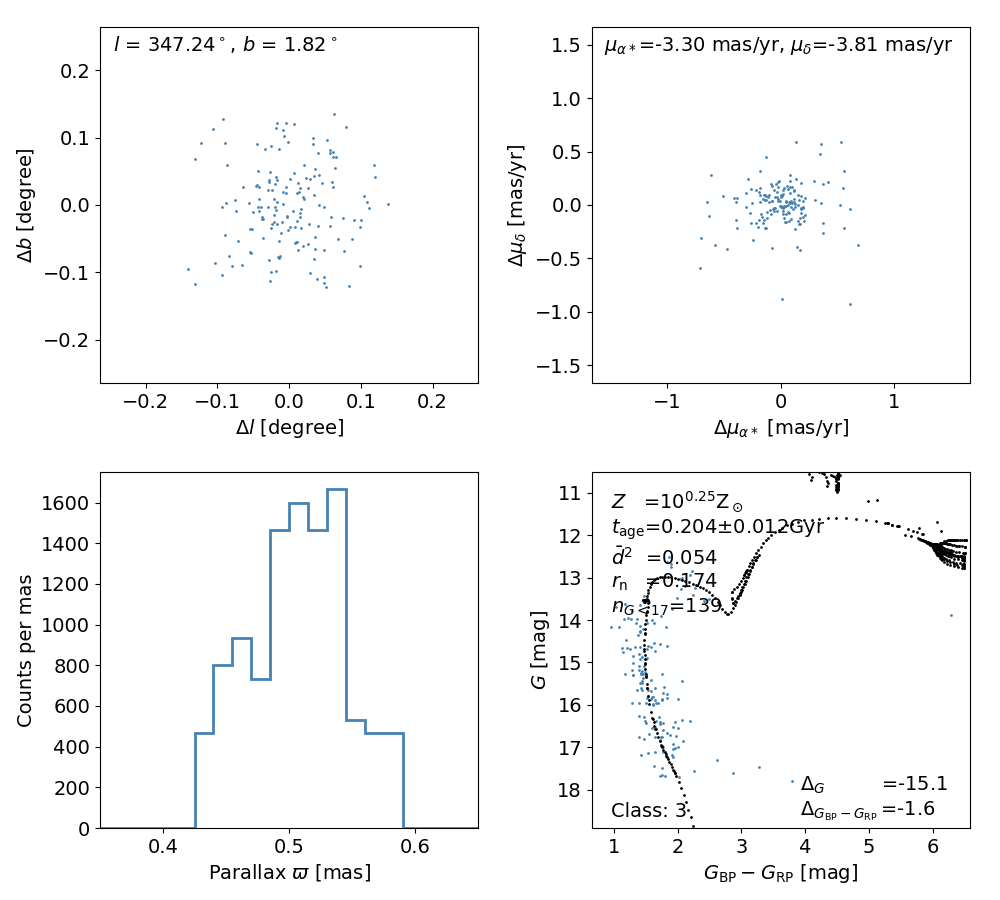 l = 347.24°, b = 1.82°
0.2
0.1
0.0
−0.1
−0.2
Δb [degree]
−0.2 −0.1 0.0 0.1 0.2
Δl [degree]
μα∗=-3.30 mas/yr, μδ=-3.81 mas/yr
1.5
1.0
0.5
0.0
−0.5
−1.0
−1.5
Δμδ [mas/yr]
−1 0 1
Δμα∗ [mas/yr]
1600
1400
1200
1000
800
600
400
200
0
Counts per mas
0.4 0.5 0.6
Parallax ϖ [mas]
11
12
13
14
15
16
17
18
G [mag]
Z =10^0.25 Z⊙
t_age=0.204±0.012Gyr
d̄² =0.054
r_n =0.174
n_G<17=139
Δ_G =-15.1
Δ_GBP−GRP =-1.6
Class: 3
1 2 3 4 5 6
G_BP − G_RP [mag]